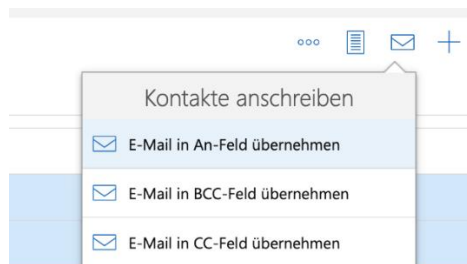 Kontakte anschreiben
E-Mail in An-Feld übernehmen
E-Mail in BCC-Feld übernehmen
E-Mail in CC-Feld übernehmen